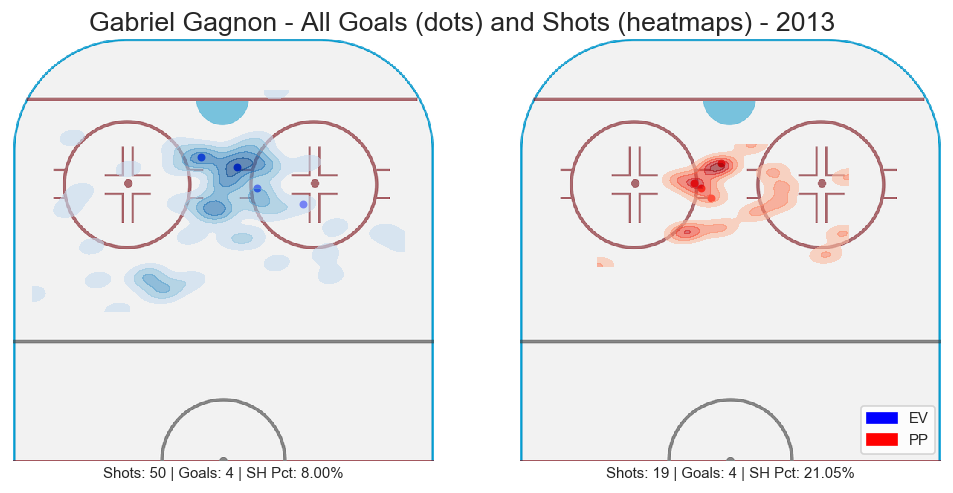 Gabriel Gagnon - All Goals (dots) and Shots (heatmaps) - 2013
EV
PP
Shots: 50 | Goals: 4 | SH Pct: 8.00%
Shots: 19 | Goals: 4 | SH Pct: 21.05%